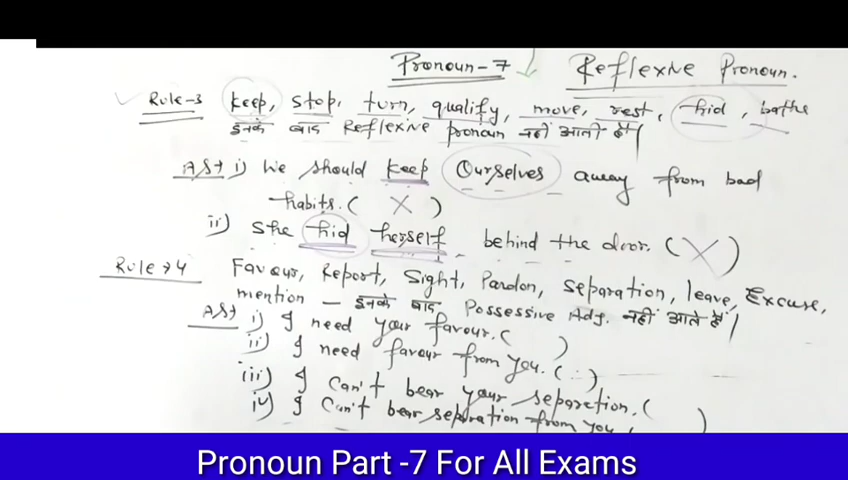 Pronoun-7 Reflexive Pronoun.
Rule-3 keep, stop, turn, qualify, move, rest, hid, bathe
इनके बाद Reflexive pronoun नहीं आती है।
As→ i) We should keep Ourselves away from bad
habits. ( X )
ii) She hid herself behind the door. ( X )
Rule→4 Favour, Report, Sight, Pardon, separation, leave, Excuse,
mention – इनके बाद Possessive Adj. नहीं आते हैं।
As→ i) I need your favour. ( )
ii) I need favour from you. ( )
iii) I can't bear your separation. ( )
iv) I can't bear separation from you. ( )
Pronoun Part -7 For All Exams